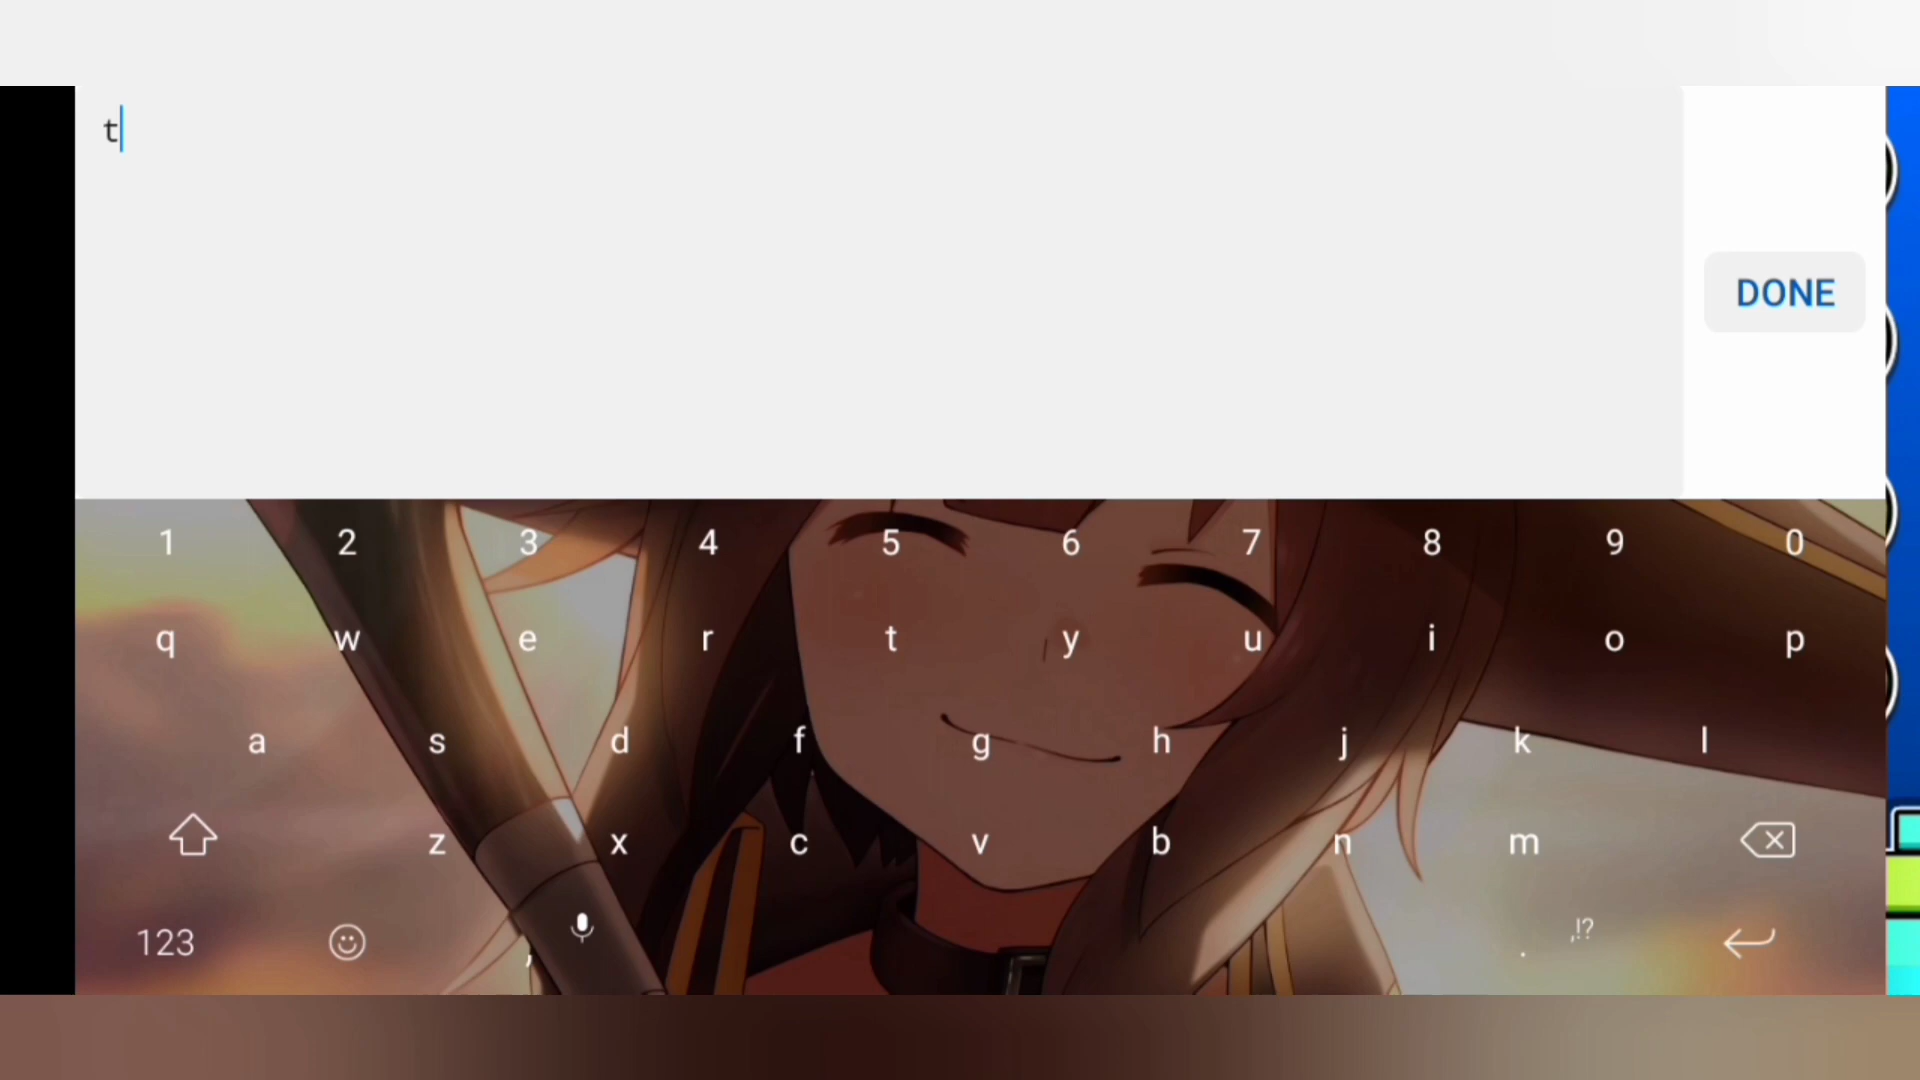 t
DONE
1 2 3 4 5 6 7 8 9 0
q w e r t y u i o p
a s d f g h j k l
z x c v b n m
123 , . ,!?